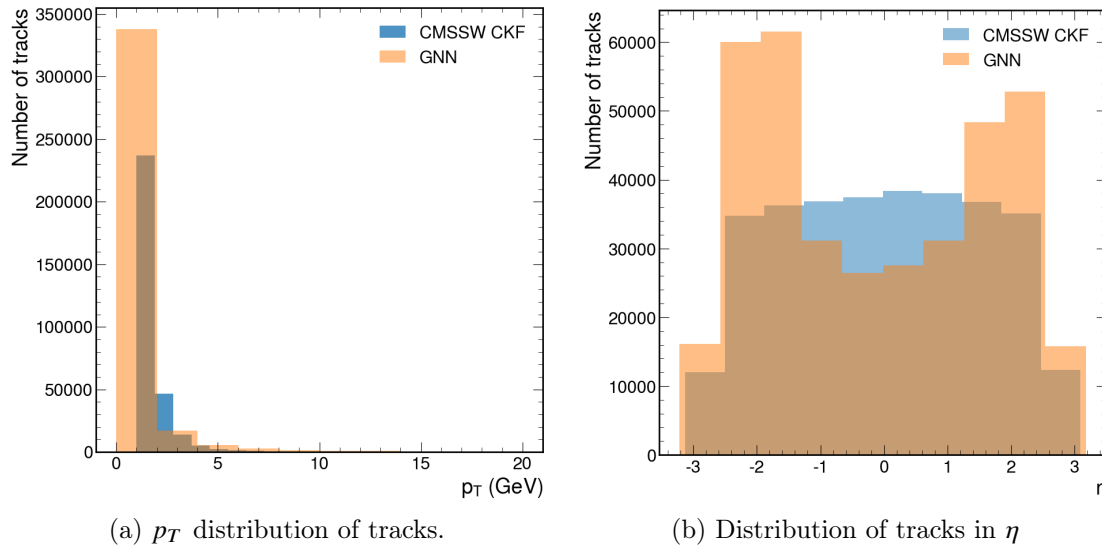 350000
300000
250000
200000
150000
100000
50000
0
Number of tracks
CMSSW CKF
GNN
0 5 10 15 20
p_T (GeV)
(a) p_T distribution of tracks.
60000
50000
40000
30000
20000
10000
0
Number of tracks
CMSSW CKF
GNN
-3 -2 -1 0 1 2 3
(b) Distribution of tracks in η